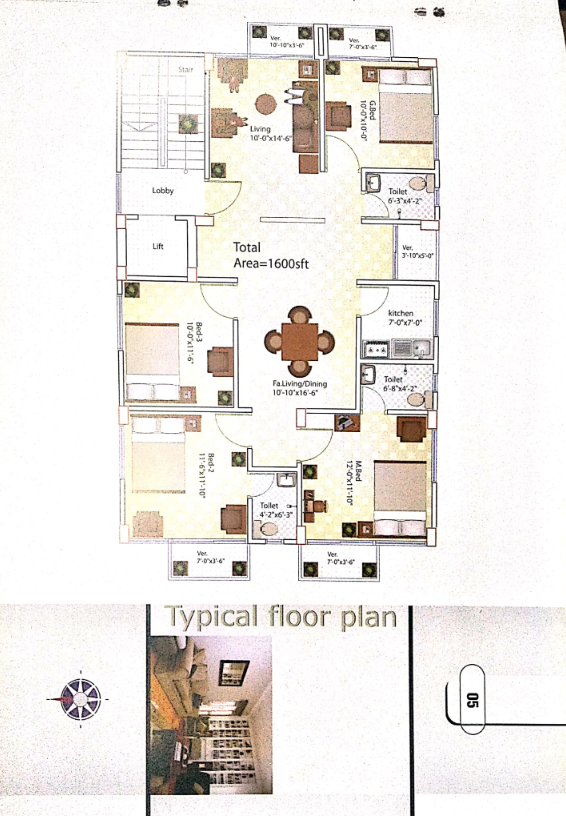 Ver.
10'-10"x3'-6"
Ver.
7'-0"x3'-6"
Stair
G.Bed
10'-0"x10'-0"
Living
10'-0"x14'-6"
Lobby
Toilet
6'-3"x4'-2"
Lift
Total
Area=1600sft
Ver.
3'-10"x5'-0"
kitchen
7'-0"x7'-0"
Bed-3
10'-0"x11'-6"
Fa.Living/Dining
10'-10"x16'-6"
Toilet
6'-8"x4'-2"
Bed-2
11'-6"x11'-10"
M.Bed
12'-0"x11'-10"
Toilet
4'-2"x6'-3"
Ver.
7'-0"x3'-6"
Ver.
7'-0"x3'-6"
Typical floor plan
05